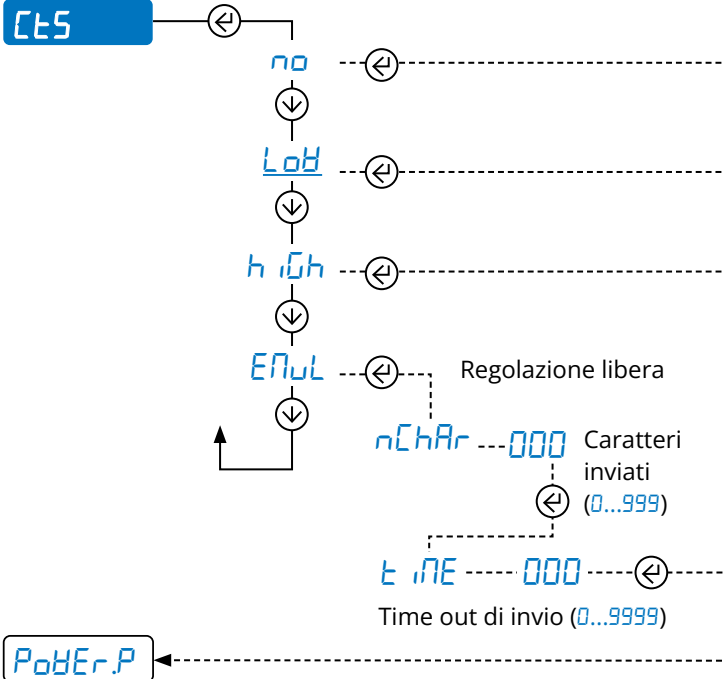 CtS
no
LoW
hiGh
EMuL
Regolazione libera
nChAr
000
Caratteri
inviati
(0...999)
tiME
000
Time out di invio (0...9999)
PoWEr.P